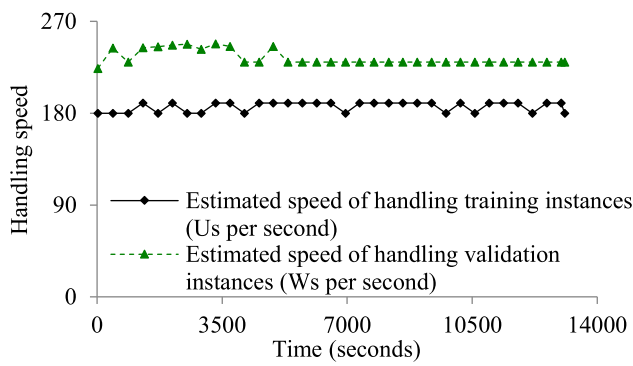 270
180
90
0
Handling speed
Estimated speed of handling training instances
(Us per second)
Estimated speed of handling validation
instances (Ws per second)
0 3500 7000 10500 14000
Time (seconds)